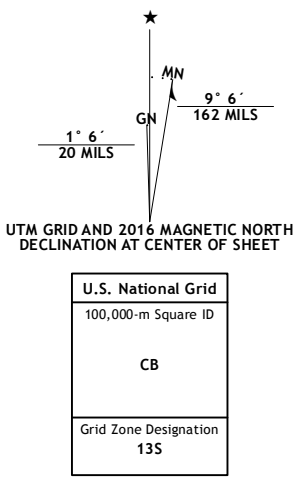 MN
GN
9° 6´
162 MILS
1° 6´
20 MILS
UTM GRID AND 2016 MAGNETIC NORTH
DECLINATION AT CENTER OF SHEET
U.S. National Grid
100,000-m Square ID
CB
Grid Zone Designation
13S